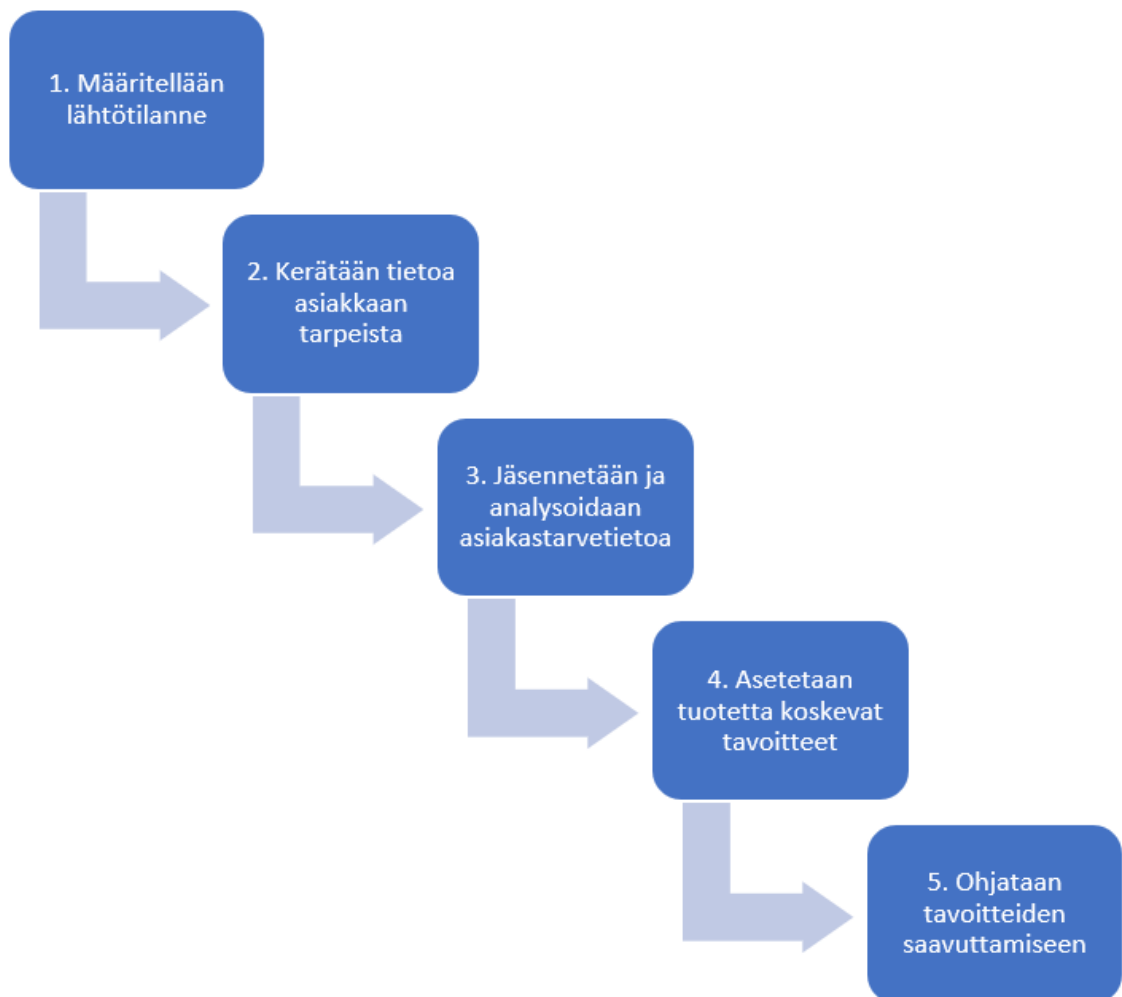 1. Määritellään
lähtötilanne
2. Kerätään tietoa
asiakkaan
tarpeista
3. Jäsennetään ja
analysoidaan
asiakastarvetietoa
4. Asetetaan
tuotetta koskevat
tavoitteet
5. Ohjataan
tavoitteiden
saavuttamiseen